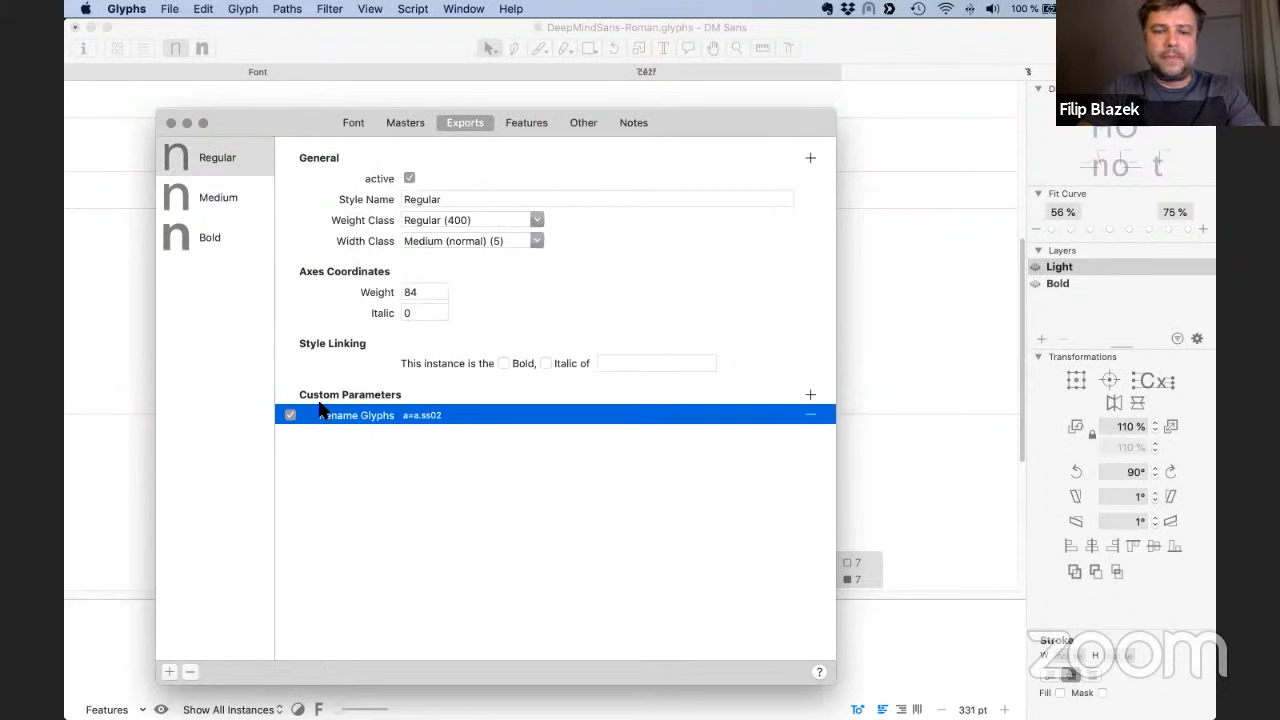 Glyphs File Edit Glyph Paths Filter View Script Window Help 100 %
DeepMindSans-Roman.glyphs - DM Sans
Font
Font Masters Exports Features Other Notes
Regular
Medium
Bold
General
active
Style Name Regular
Weight Class Regular (400)
Width Class Medium (normal) (5)
Axes Coordinates
Weight 84
Italic 0
Style Linking
This instance is the Bold, Italic of
Custom Parameters
a=a.ss02
7
7
Filip Blazek
no t
Fit Curve
56 % 75 %
Layers
Light
Bold
Transformations
110 %
110 %
90°
1°
1°
Stroke
Fill Mask
zoom
Features Show All Instances F 331 pt